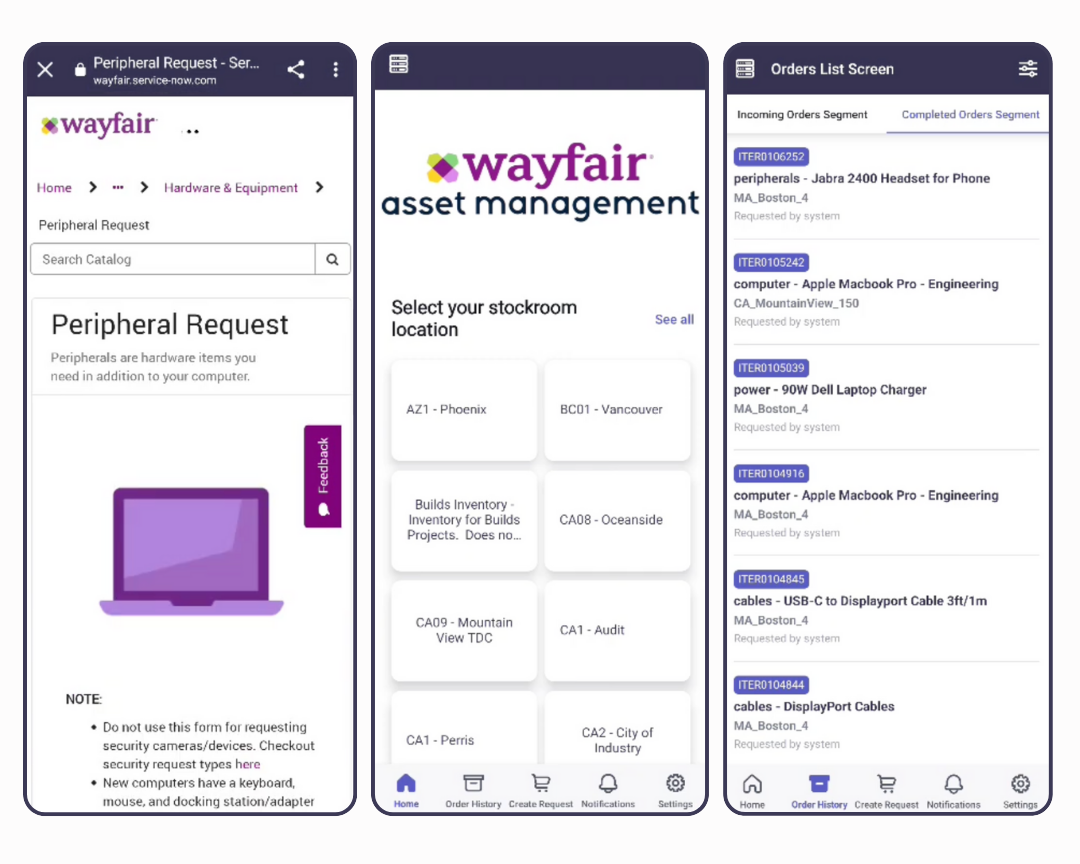 Peripheral Request - Ser...
wayfair.service-now.com
wayfair
Home > ... > Hardware & Equipment >
Peripheral Request
Search Catalog
Peripheral Request
Peripherals are hardware items you
need in addition to your computer.
Feedback
NOTE:
• Do not use this form for requesting
security cameras/devices. Checkout
security request types here
• New computers have a keyboard,
mouse, and docking station/adapter
wayfair
asset management
Select your stockroom
location
See all
AZ1 - Phoenix
BC01 - Vancouver
Builds Inventory -
Inventory for Builds
Projects. Does no...
CA08 - Oceanside
CA09 - Mountain
View TDC
CA1 - Audit
CA1 - Perris
CA2 - City of
Industry
Home
Order History
Create Request
Notifications
Settings
Orders List Screen
Incoming Orders Segment
Completed Orders Segment
ITER0106252
peripherals - Jabra 2400 Headset for Phone
MA_Boston_4
Requested by system
ITER0105242
computer - Apple Macbook Pro - Engineering
CA_MountainView_150
Requested by system
ITER0105039
power - 90W Dell Laptop Charger
MA_Boston_4
Requested by system
ITER0104916
computer - Apple Macbook Pro - Engineering
MA_Boston_4
Requested by system
ITER0104845
cables - USB-C to Displayport Cable 3ft/1m
MA_Boston_4
Requested by system
ITER0104844
cables - DisplayPort Cables
MA_Boston_4
Requested by system
Home
Order History
Create Request
Notifications
Settings